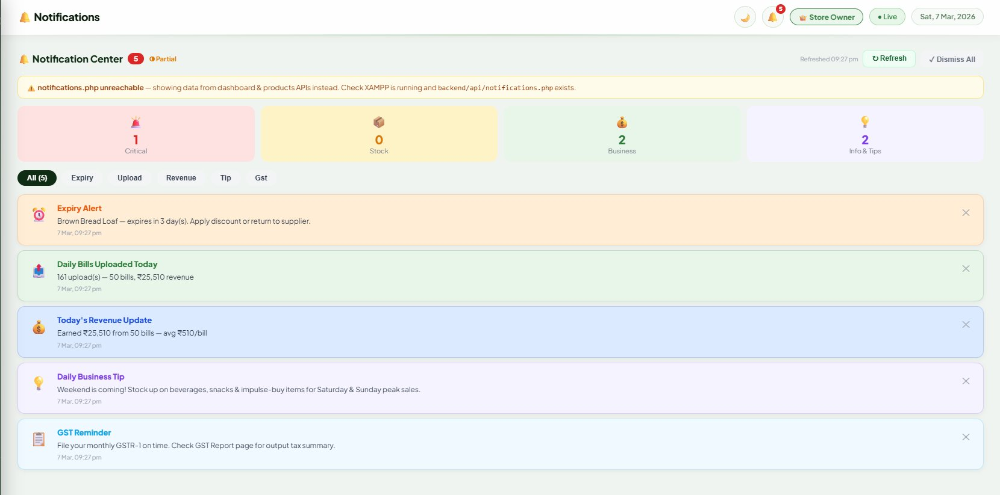 Notifications
5
Store Owner
Live
Sat, 7 Mar, 2026
Notification Center 5 Partial
Refreshed 09:27 pm
↻ Refresh
✓ Dismiss All
notifications.php unreachable — showing data from dashboard & products APIs instead. Check XAMPP is running and backend/api/notifications.php exists.
1
Critical
0
Stock
2
Business
2
Info & Tips
All (5)
Expiry
Upload
Revenue
Tip
Gst
Expiry Alert
Brown Bread Loaf — expires in 3 day(s). Apply discount or return to supplier.
7 Mar, 09:27 pm
Daily Bills Uploaded Today
161 upload(s) — 50 bills, ₹25,510 revenue
7 Mar, 09:27 pm
Today's Revenue Update
Earned ₹25,510 from 50 bills — avg ₹510/bill
7 Mar, 09:27 pm
Daily Business Tip
Weekend is coming! Stock up on beverages, snacks & impulse-buy items for Saturday & Sunday peak sales.
7 Mar, 09:27 pm
GST Reminder
File your monthly GSTR-1 on time. Check GST Report page for output tax summary.
7 Mar, 09:27 pm